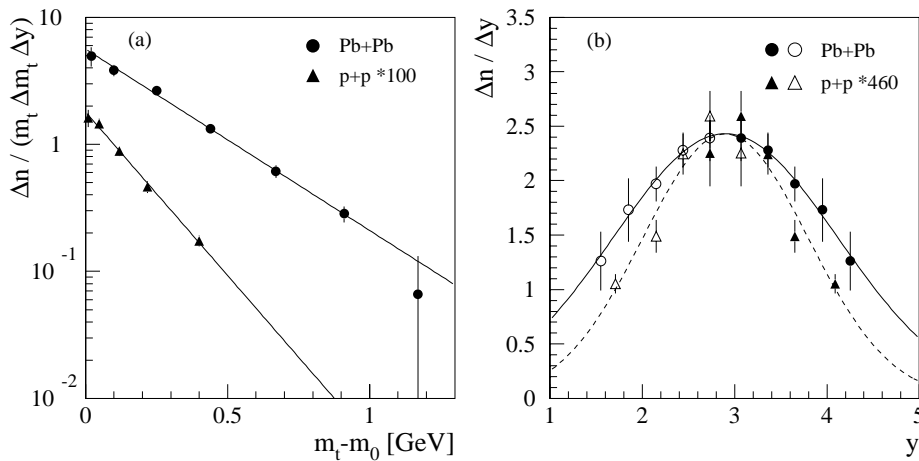 (a)
Pb+Pb
p+p *100
Δn / (m_t Δm_t Δy)
10
1
10^-1
10^-2
0 0.5 1
m_t-m_0 [GeV]
(b)
Pb+Pb
p+p *460
Δn / Δy
3.5
3
2.5
2
1.5
1
0.5
0
1 2 3 4 5
y